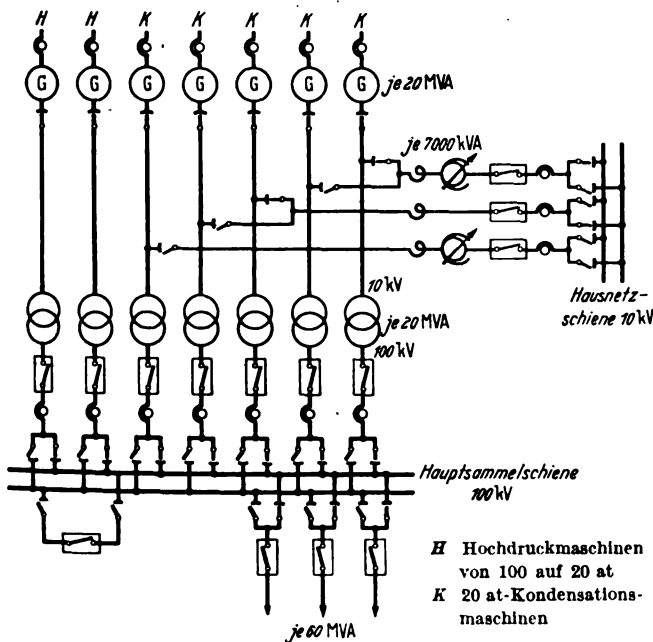 H H K K K K K
G G G G G G G je 20 MVA
je 7000 kVA
10 kV
Hausnetz-
schiene 10 kV
je 20 MVA
100 kV
Hauptsammelschiene
100 kV
H Hochdruckmaschinen
von 100 auf 20 at
K 20 at-Kondensations-
maschinen
je 60 MVA